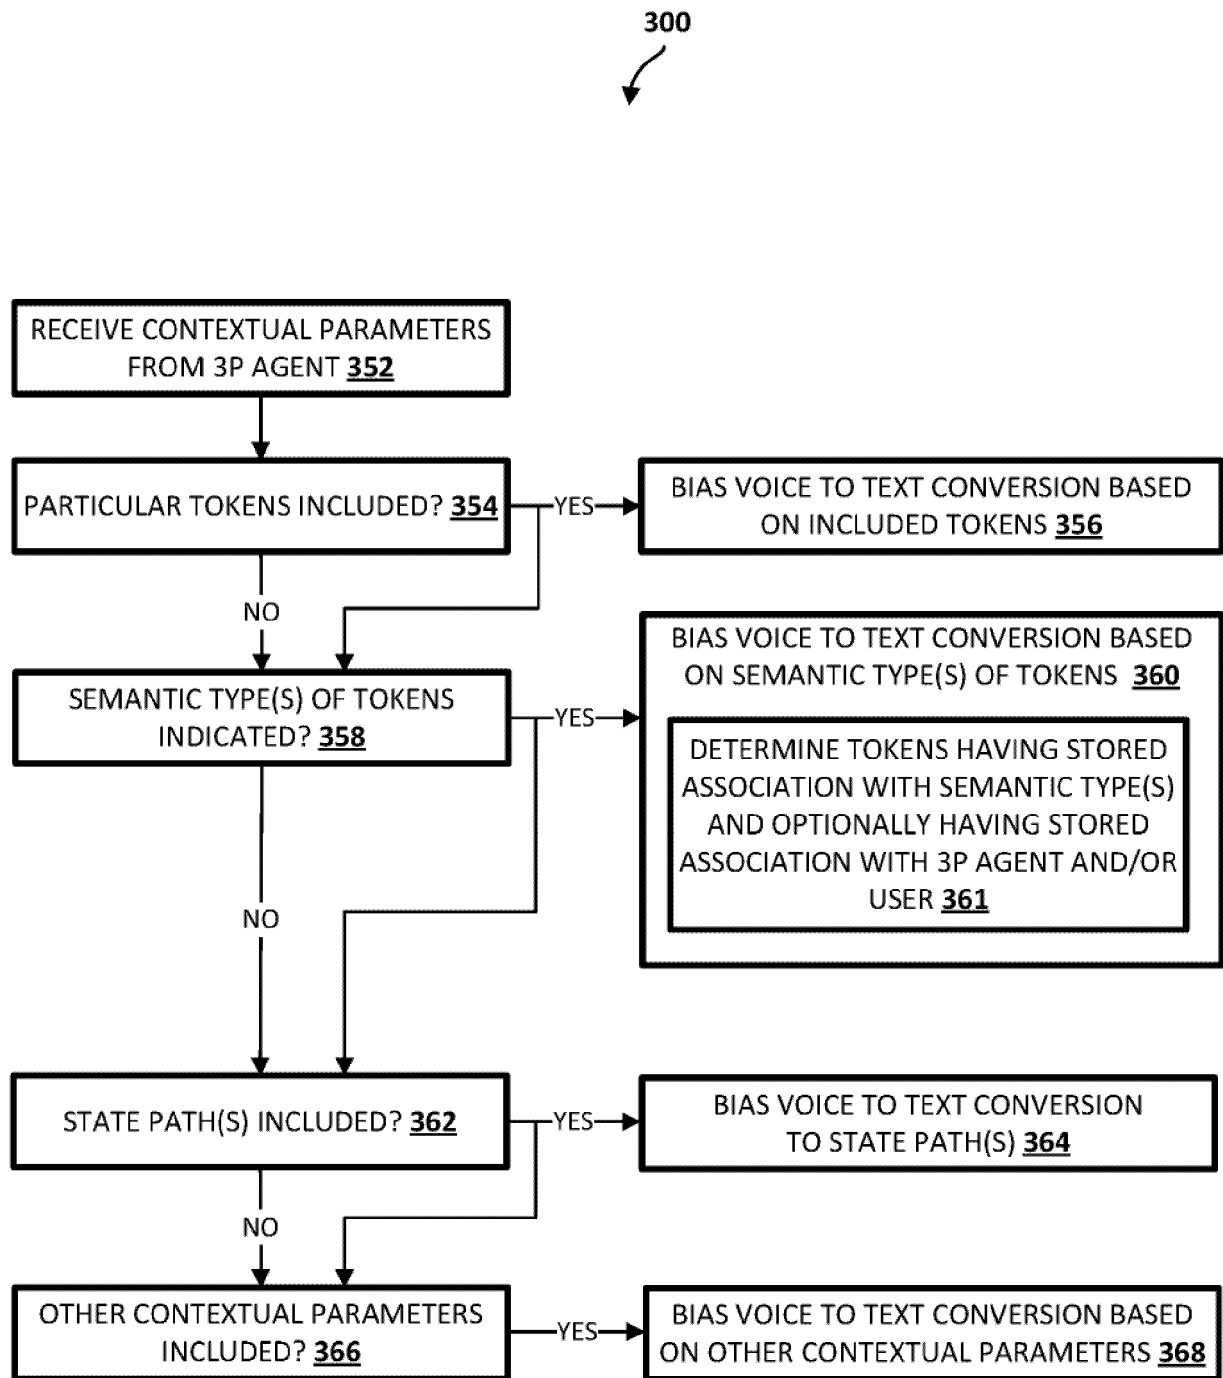 300
RECEIVE CONTEXTUAL PARAMETERS
FROM 3P AGENT 352
PARTICULAR TOKENS INCLUDED? 354
YES
BIAS VOICE TO TEXT CONVERSION BASED
ON INCLUDED TOKENS 356
NO
SEMANTIC TYPE(S) OF TOKENS
INDICATED? 358
YES
BIAS VOICE TO TEXT CONVERSION BASED
ON SEMANTIC TYPE(S) OF TOKENS 360
DETERMINE TOKENS HAVING STORED
ASSOCIATION WITH SEMANTIC TYPE(S)
AND OPTIONALLY HAVING STORED
ASSOCIATION WITH 3P AGENT AND/OR
USER 361
NO
STATE PATH(S) INCLUDED? 362
YES
BIAS VOICE TO TEXT CONVERSION
TO STATE PATH(S) 364
NO
OTHER CONTEXTUAL PARAMETERS
INCLUDED? 366
YES
BIAS VOICE TO TEXT CONVERSION BASED
ON OTHER CONTEXTUAL PARAMETERS 368